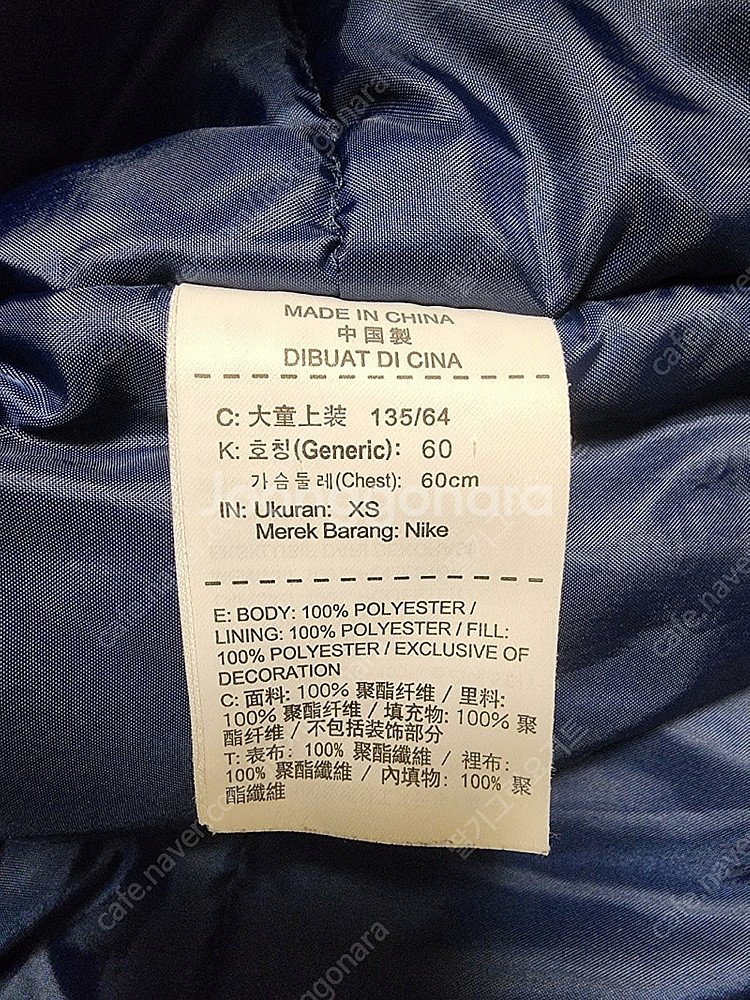 MADE IN CHINA
中国製
DIBUAT DI CINA
C: 大童上装 135/64
K: 호칭(Generic): 60
가슴둘레(Chest): 60cm
IN: Ukuran: XS
Merek Barang: Nike
E: BODY: 100% POLYESTER /
LINING: 100% POLYESTER / FILL:
100% POLYESTER / EXCLUSIVE OF
DECORATION
C: 面料: 100% 聚酯纤维 / 里料:
100% 聚酯纤维 / 填充物: 100% 聚
酯纤维 / 不包括装饰部分
T: 表布: 100% 聚酯纖維 / 裡布:
100% 聚酯纖維 / 內填物: 100% 聚
酯纖維
Joonggonara
cafe.naver.com